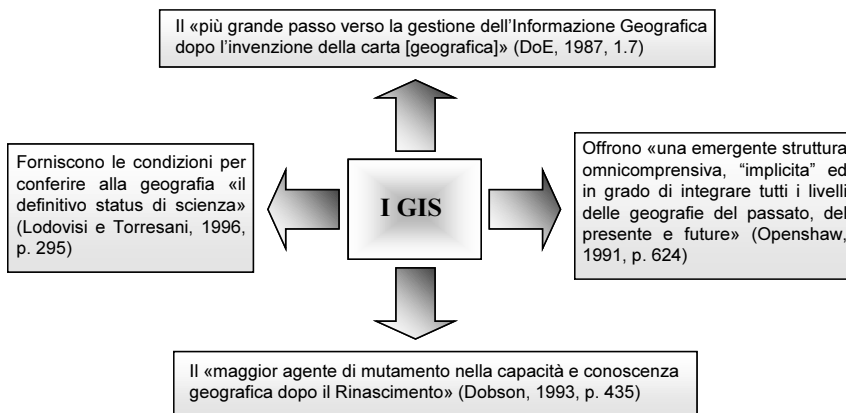 Il «più grande passo verso la gestione dell'Informazione Geografica
dopo l'invenzione della carta [geografica]» (DoE, 1987, 1.7)
Forniscono le condizioni per
conferire alla geografia «il
definitivo status di scienza»
(Lodovisi e Torresani, 1996,
p. 295)
I GIS
Offrono «una emergente struttura
omnicomprensiva, "implicita" ed
in grado di integrare tutti i livelli
delle geografie del passato, del
presente e future» (Openshaw,
1991, p. 624)
Il «maggior agente di mutamento nella capacità e conoscenza
geografica dopo il Rinascimento» (Dobson, 1993, p. 435)